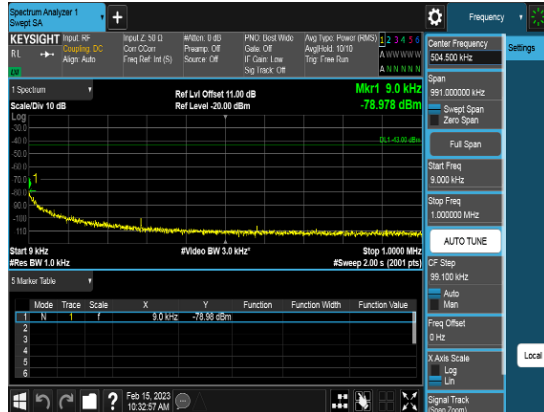 Spectrum Analyzer 1
Swept SA
+
Frequency
KEYSIGHT
RL
Input: RF
Coupling: DC
Align: Auto
Input Z: 50 Ω
Corr CCorr
Freq Ref: Int (S)
#Atten: 0 dB
Preamp: Off
Source: Off
PNO: Best Wide
Gate: Off
IF Gain: Low
Sig Track: Off
Avg Type: Power (RMS)
Avg|Hold: 10/10
Trig: Free Run
1 2 3 4 5 6
A W W W W W
A N N N N N
1 Spectrum
Scale/Div 10 dB
Ref Lvl Offset 11.00 dB
Ref Level -20.00 dBm
Mkr1 9.0 kHz
-78.978 dBm
Log
-30.0
-40.0
-50.0
-60.0
-70.0
-80.0
-90.0
-100
-110
1
DL1 -43.00 dBm
Start 9 kHz
#Res BW 1.0 kHz
#Video BW 3.0 kHz*
Stop 1.0000 MHz
#Sweep 2.00 s (2001 pts)
5 Marker Table
Mode Trace Scale X Y Function Function Width Function Value
1 N 1 f 9.0 kHz -78.98 dBm
2
3
4
5
6
Feb 15, 2023
10:32:57 AM
Center Frequency
504.500 kHz
Settings
Span
991.000000 kHz
Swept Span
Zero Span
Full Span
Start Freq
9.000 kHz
Stop Freq
1.000000 MHz
AUTO TUNE
CF Step
99.100 kHz
Auto
Man
Freq Offset
0 Hz
X Axis Scale
Log
Lin
Local
Signal Track
(Span Zoom)